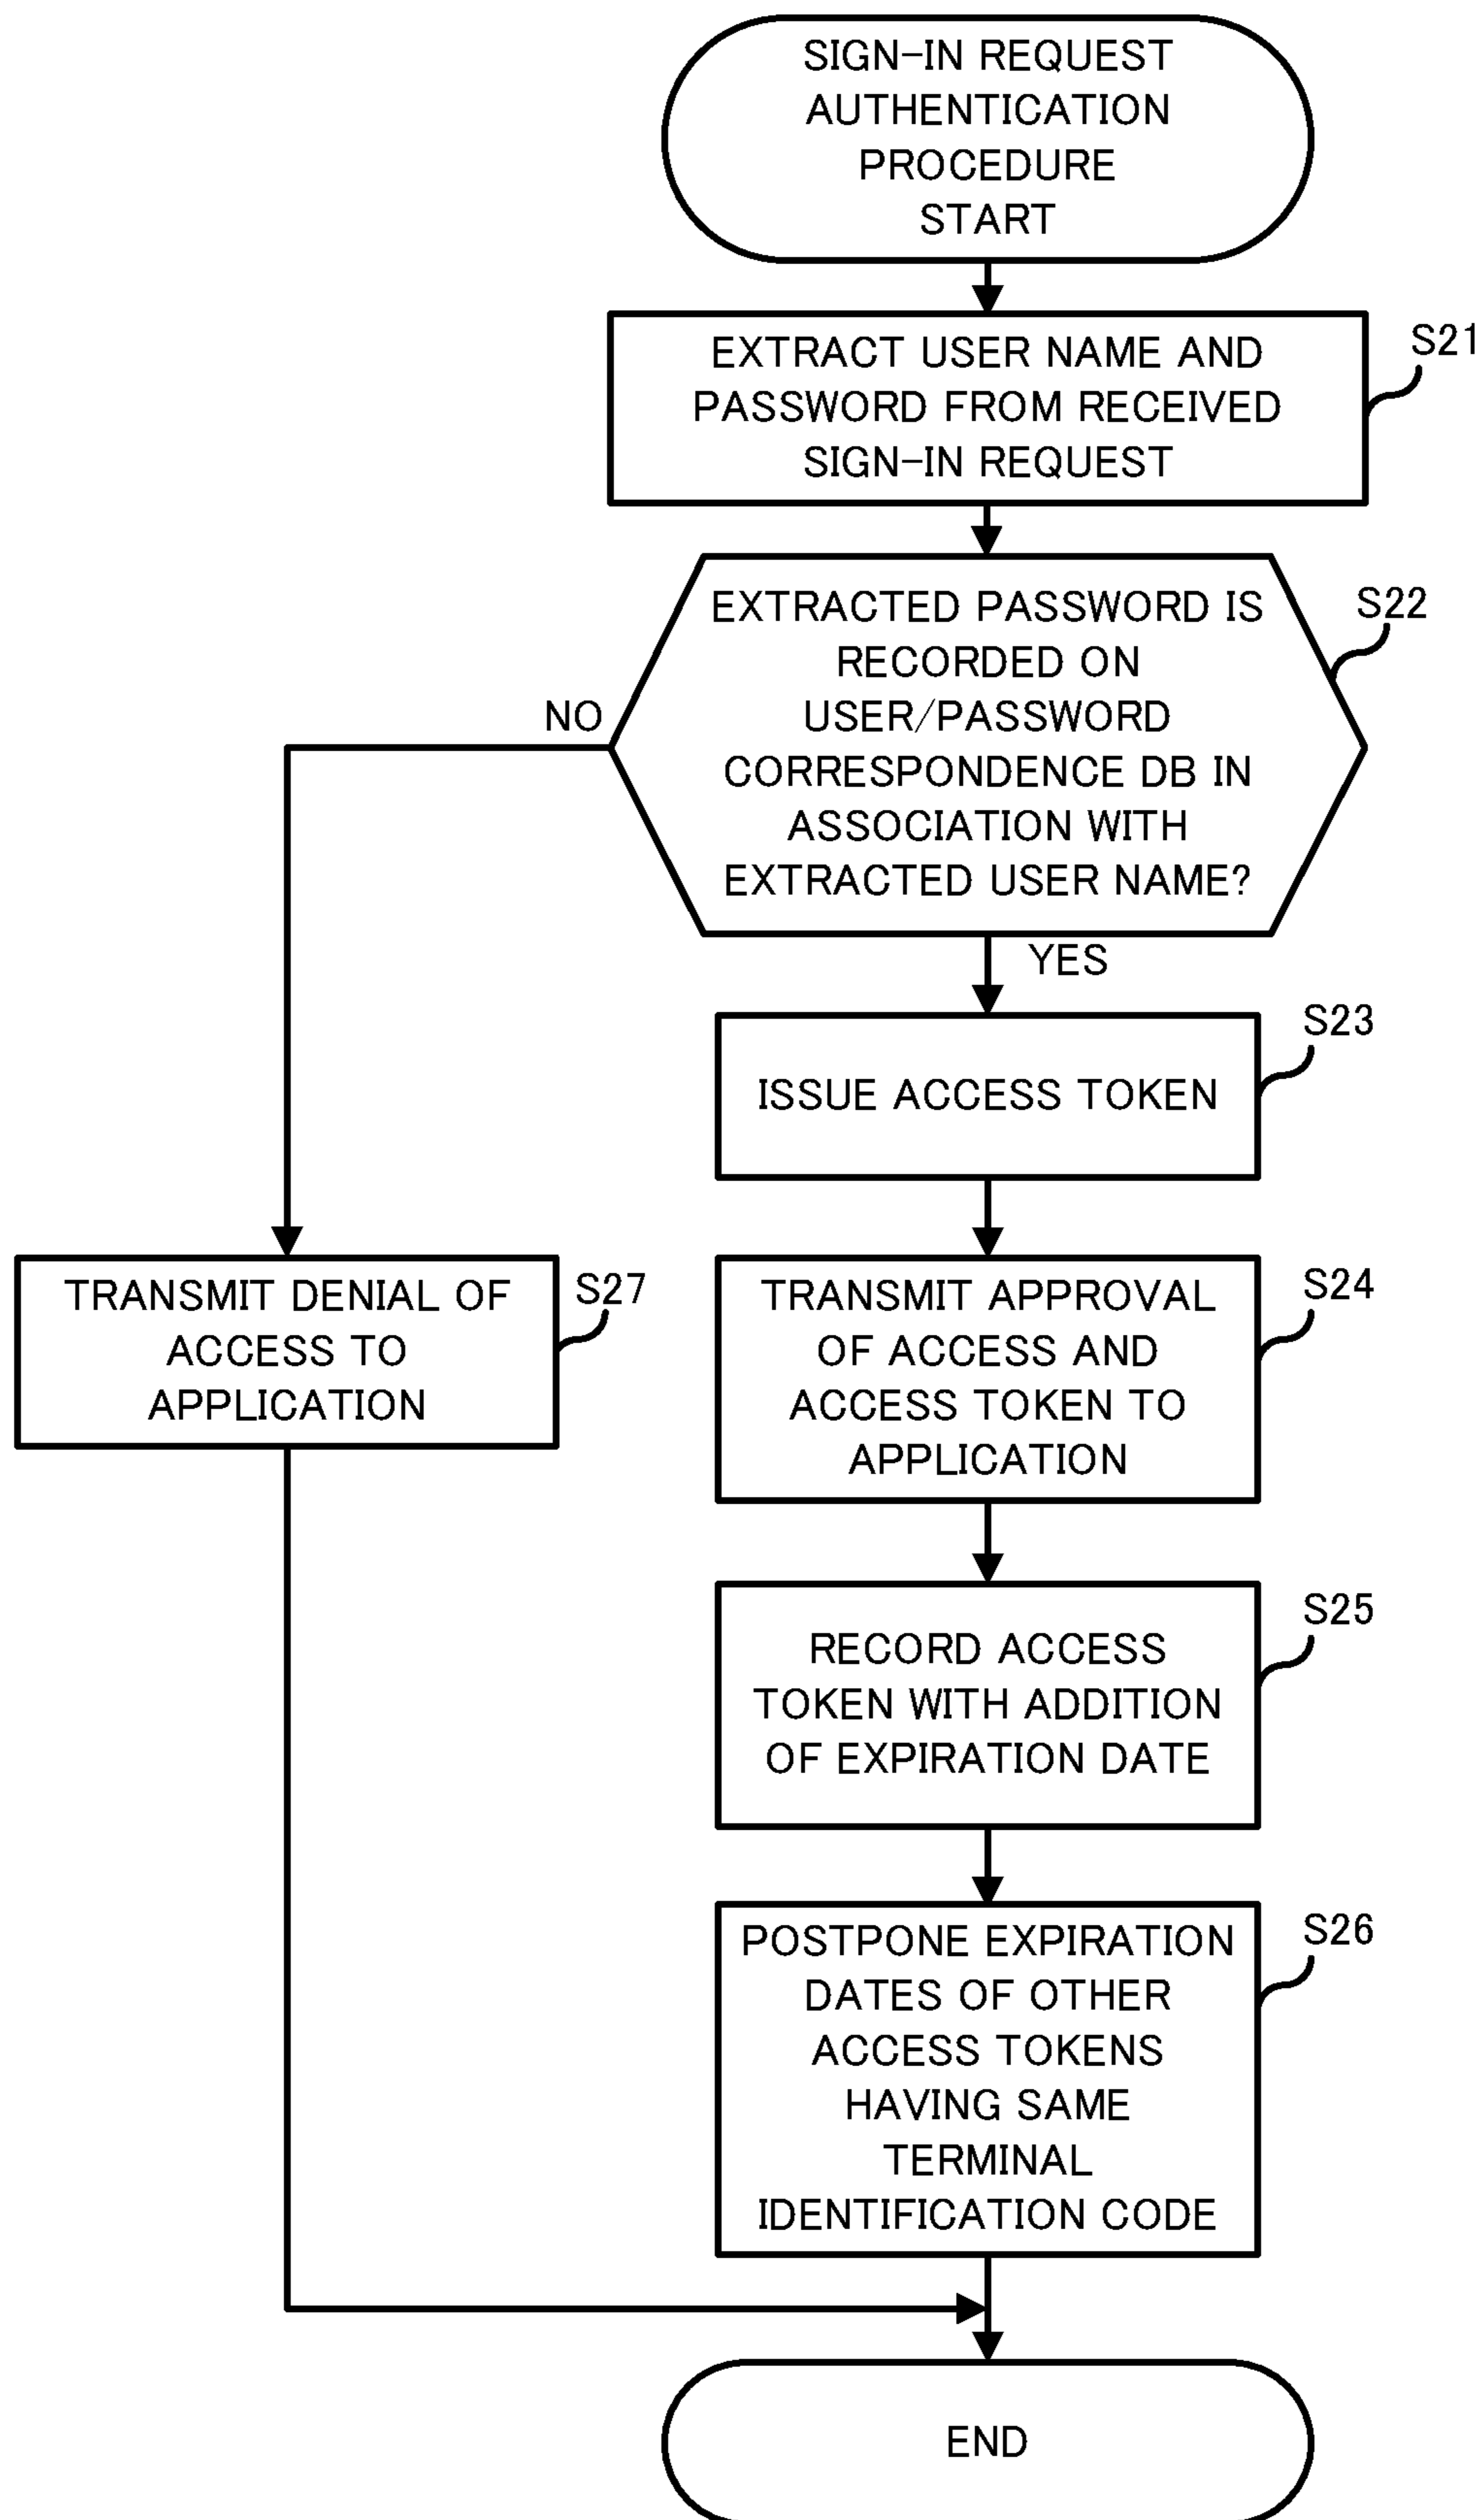 SIGN-IN REQUEST
AUTHENTICATION
PROCEDURE
START
EXTRACT USER NAME AND
PASSWORD FROM RECEIVED
SIGN-IN REQUEST
S21
EXTRACTED PASSWORD IS
RECORDED ON
USER/PASSWORD
CORRESPONDENCE DB IN
ASSOCIATION WITH
EXTRACTED USER NAME?
S22
NO
YES
ISSUE ACCESS TOKEN
S23
TRANSMIT DENIAL OF
ACCESS TO
APPLICATION
S27
TRANSMIT APPROVAL
OF ACCESS AND
ACCESS TOKEN TO
APPLICATION
S24
RECORD ACCESS
TOKEN WITH ADDITION
OF EXPIRATION DATE
S25
POSTPONE EXPIRATION
DATES OF OTHER
ACCESS TOKENS
HAVING SAME
TERMINAL
IDENTIFICATION CODE
S26
END